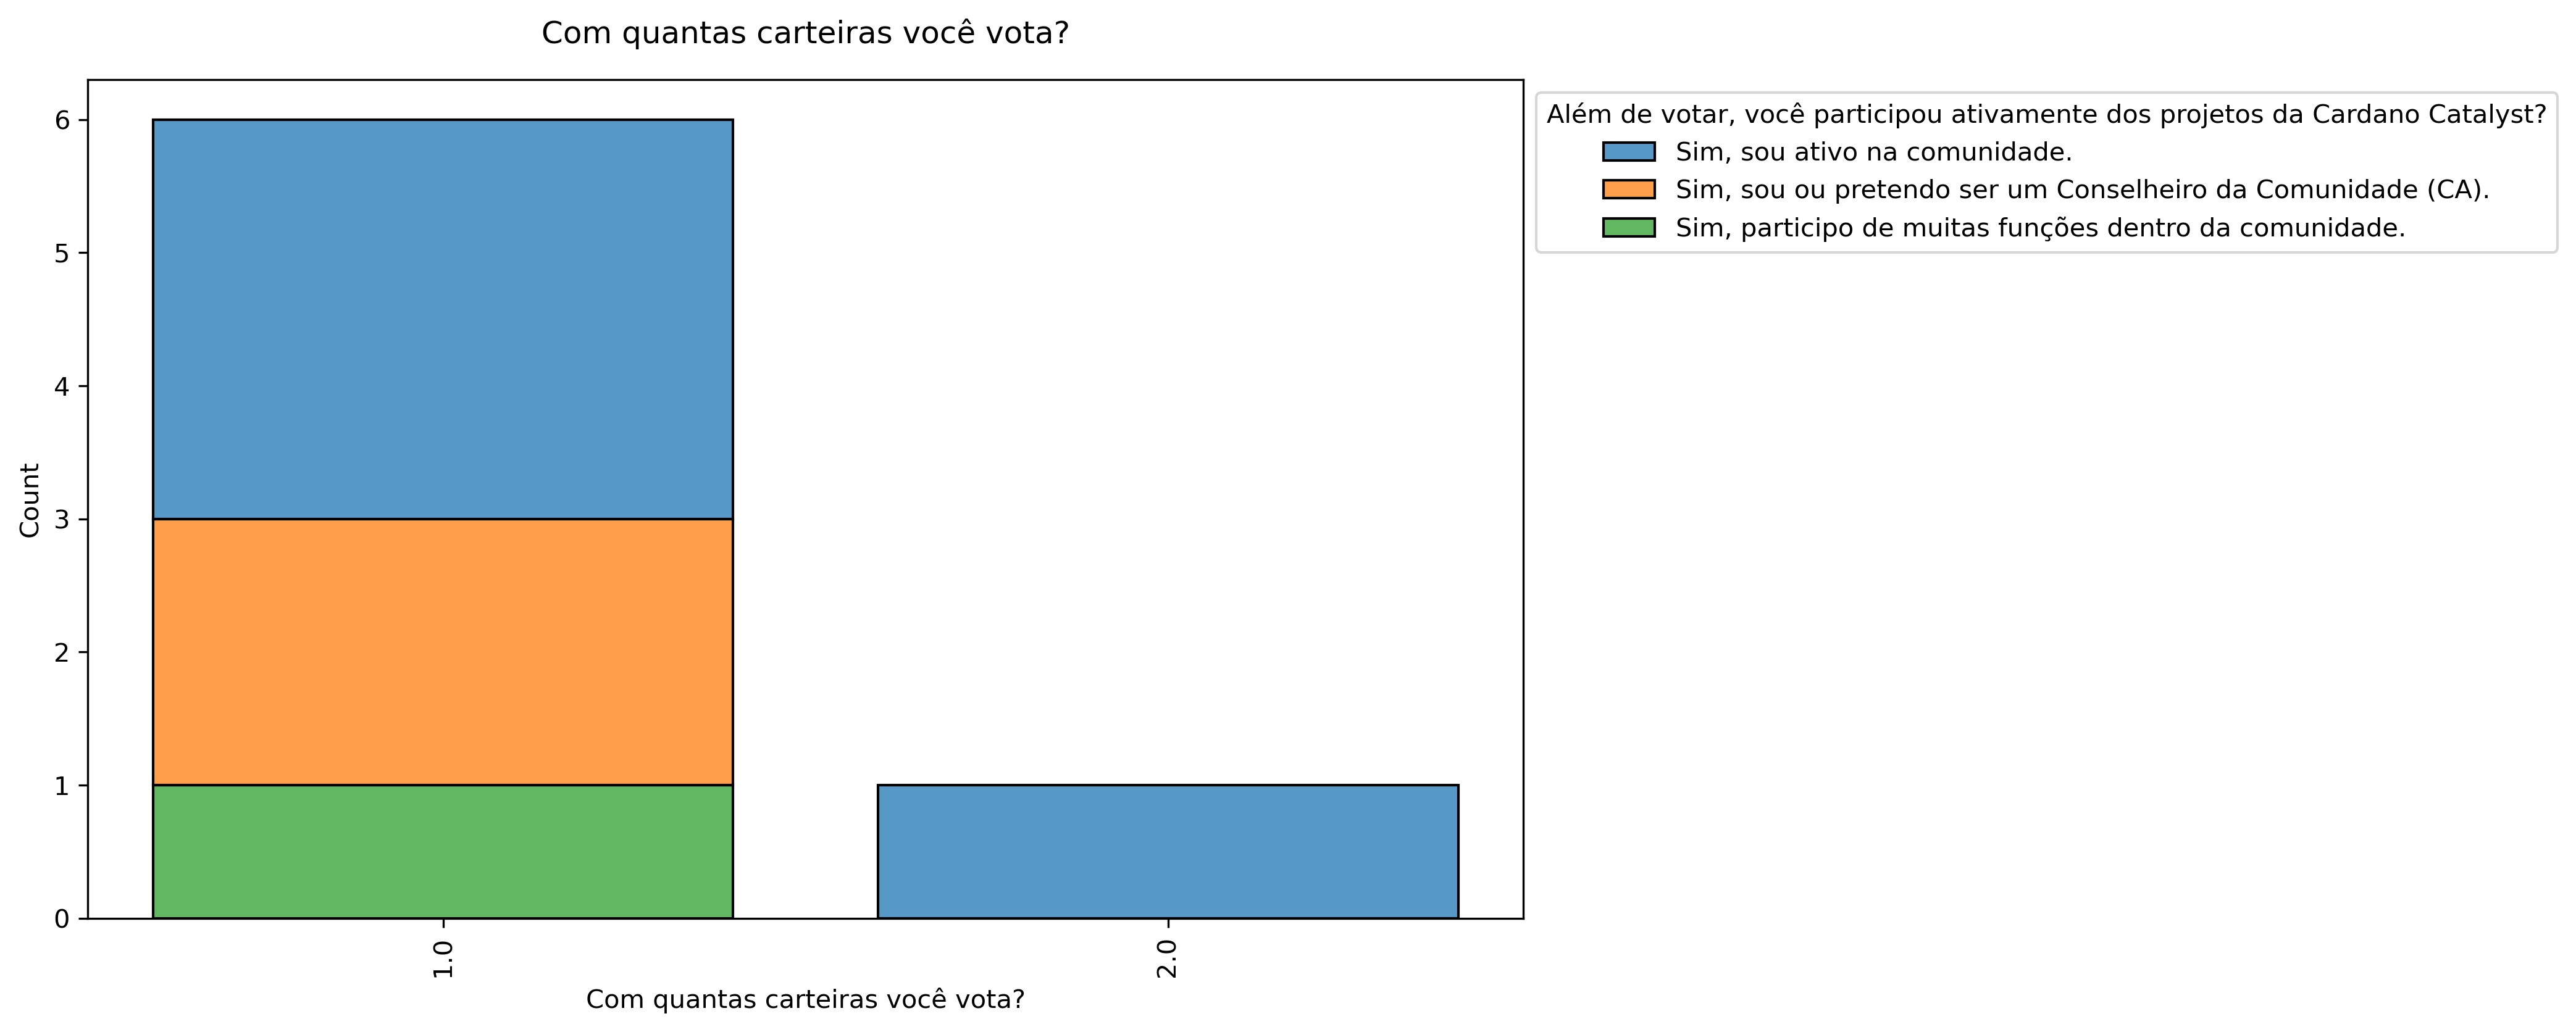 Com quantas carteiras você vota?
Além de votar, você participou ativamente dos projetos da Cardano Catalyst?
Sim, sou ativo na comunidade.
Sim, sou ou pretendo ser um Conselheiro da Comunidade (CA).
Sim, participo de muitas funções dentro da comunidade.
Count
6
5
4
3
2
1
0
1.0
2.0
Com quantas carteiras você vota?